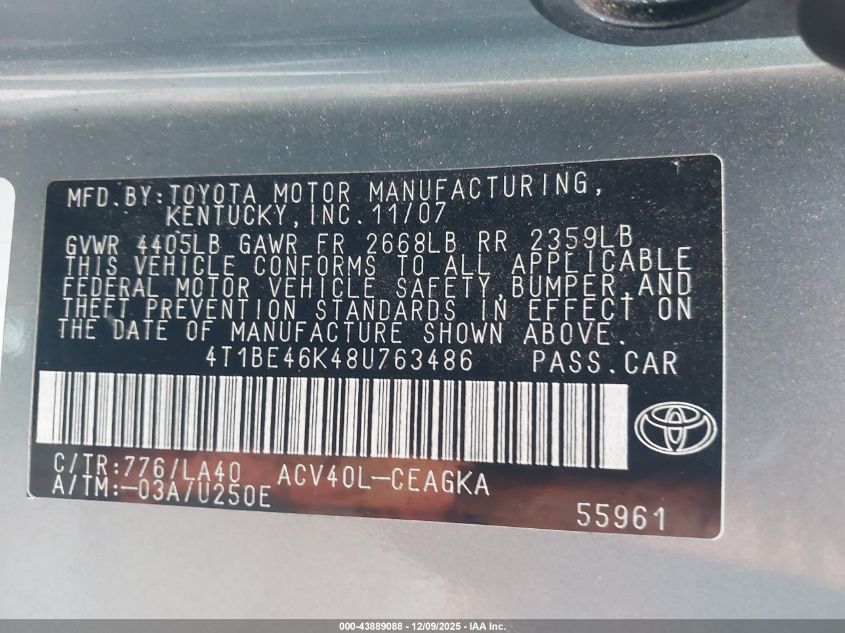 MFD.BY:TOYOTA MOTOR MANUFACTURING,
KENTUCKY,INC.11/07
GVWR 4405LB GAWR FR 2668LB RR 2359LB
THIS VEHICLE CONFORMS TO ALL APPLICABLE
FEDERAL MOTOR VEHICLE SAFETY,BUMPER,AND
THEFT PREVENTION STANDARDS IN EFFECT ON
THE DATE OF MANUFACTURE SHOWN ABOVE.
4T1BE46K48U763486 PASS.CAR
C/TR:776/LA40 ACV40L-CEAGKA
A/TM:-03A/U250E
55961
000-43889088 - 12/09/2025 - IAA Inc.